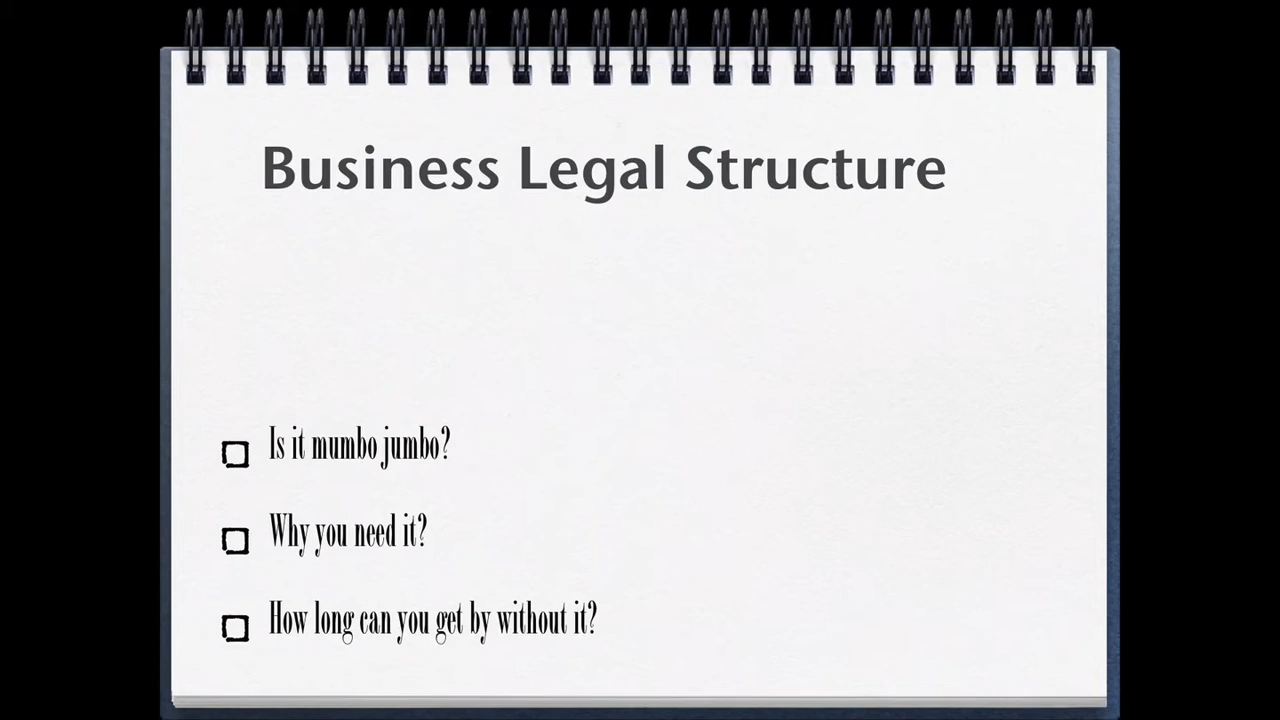 Business Legal Structure
Is it mumbo jumbo?
Why you need it?
How long can you get by without it?